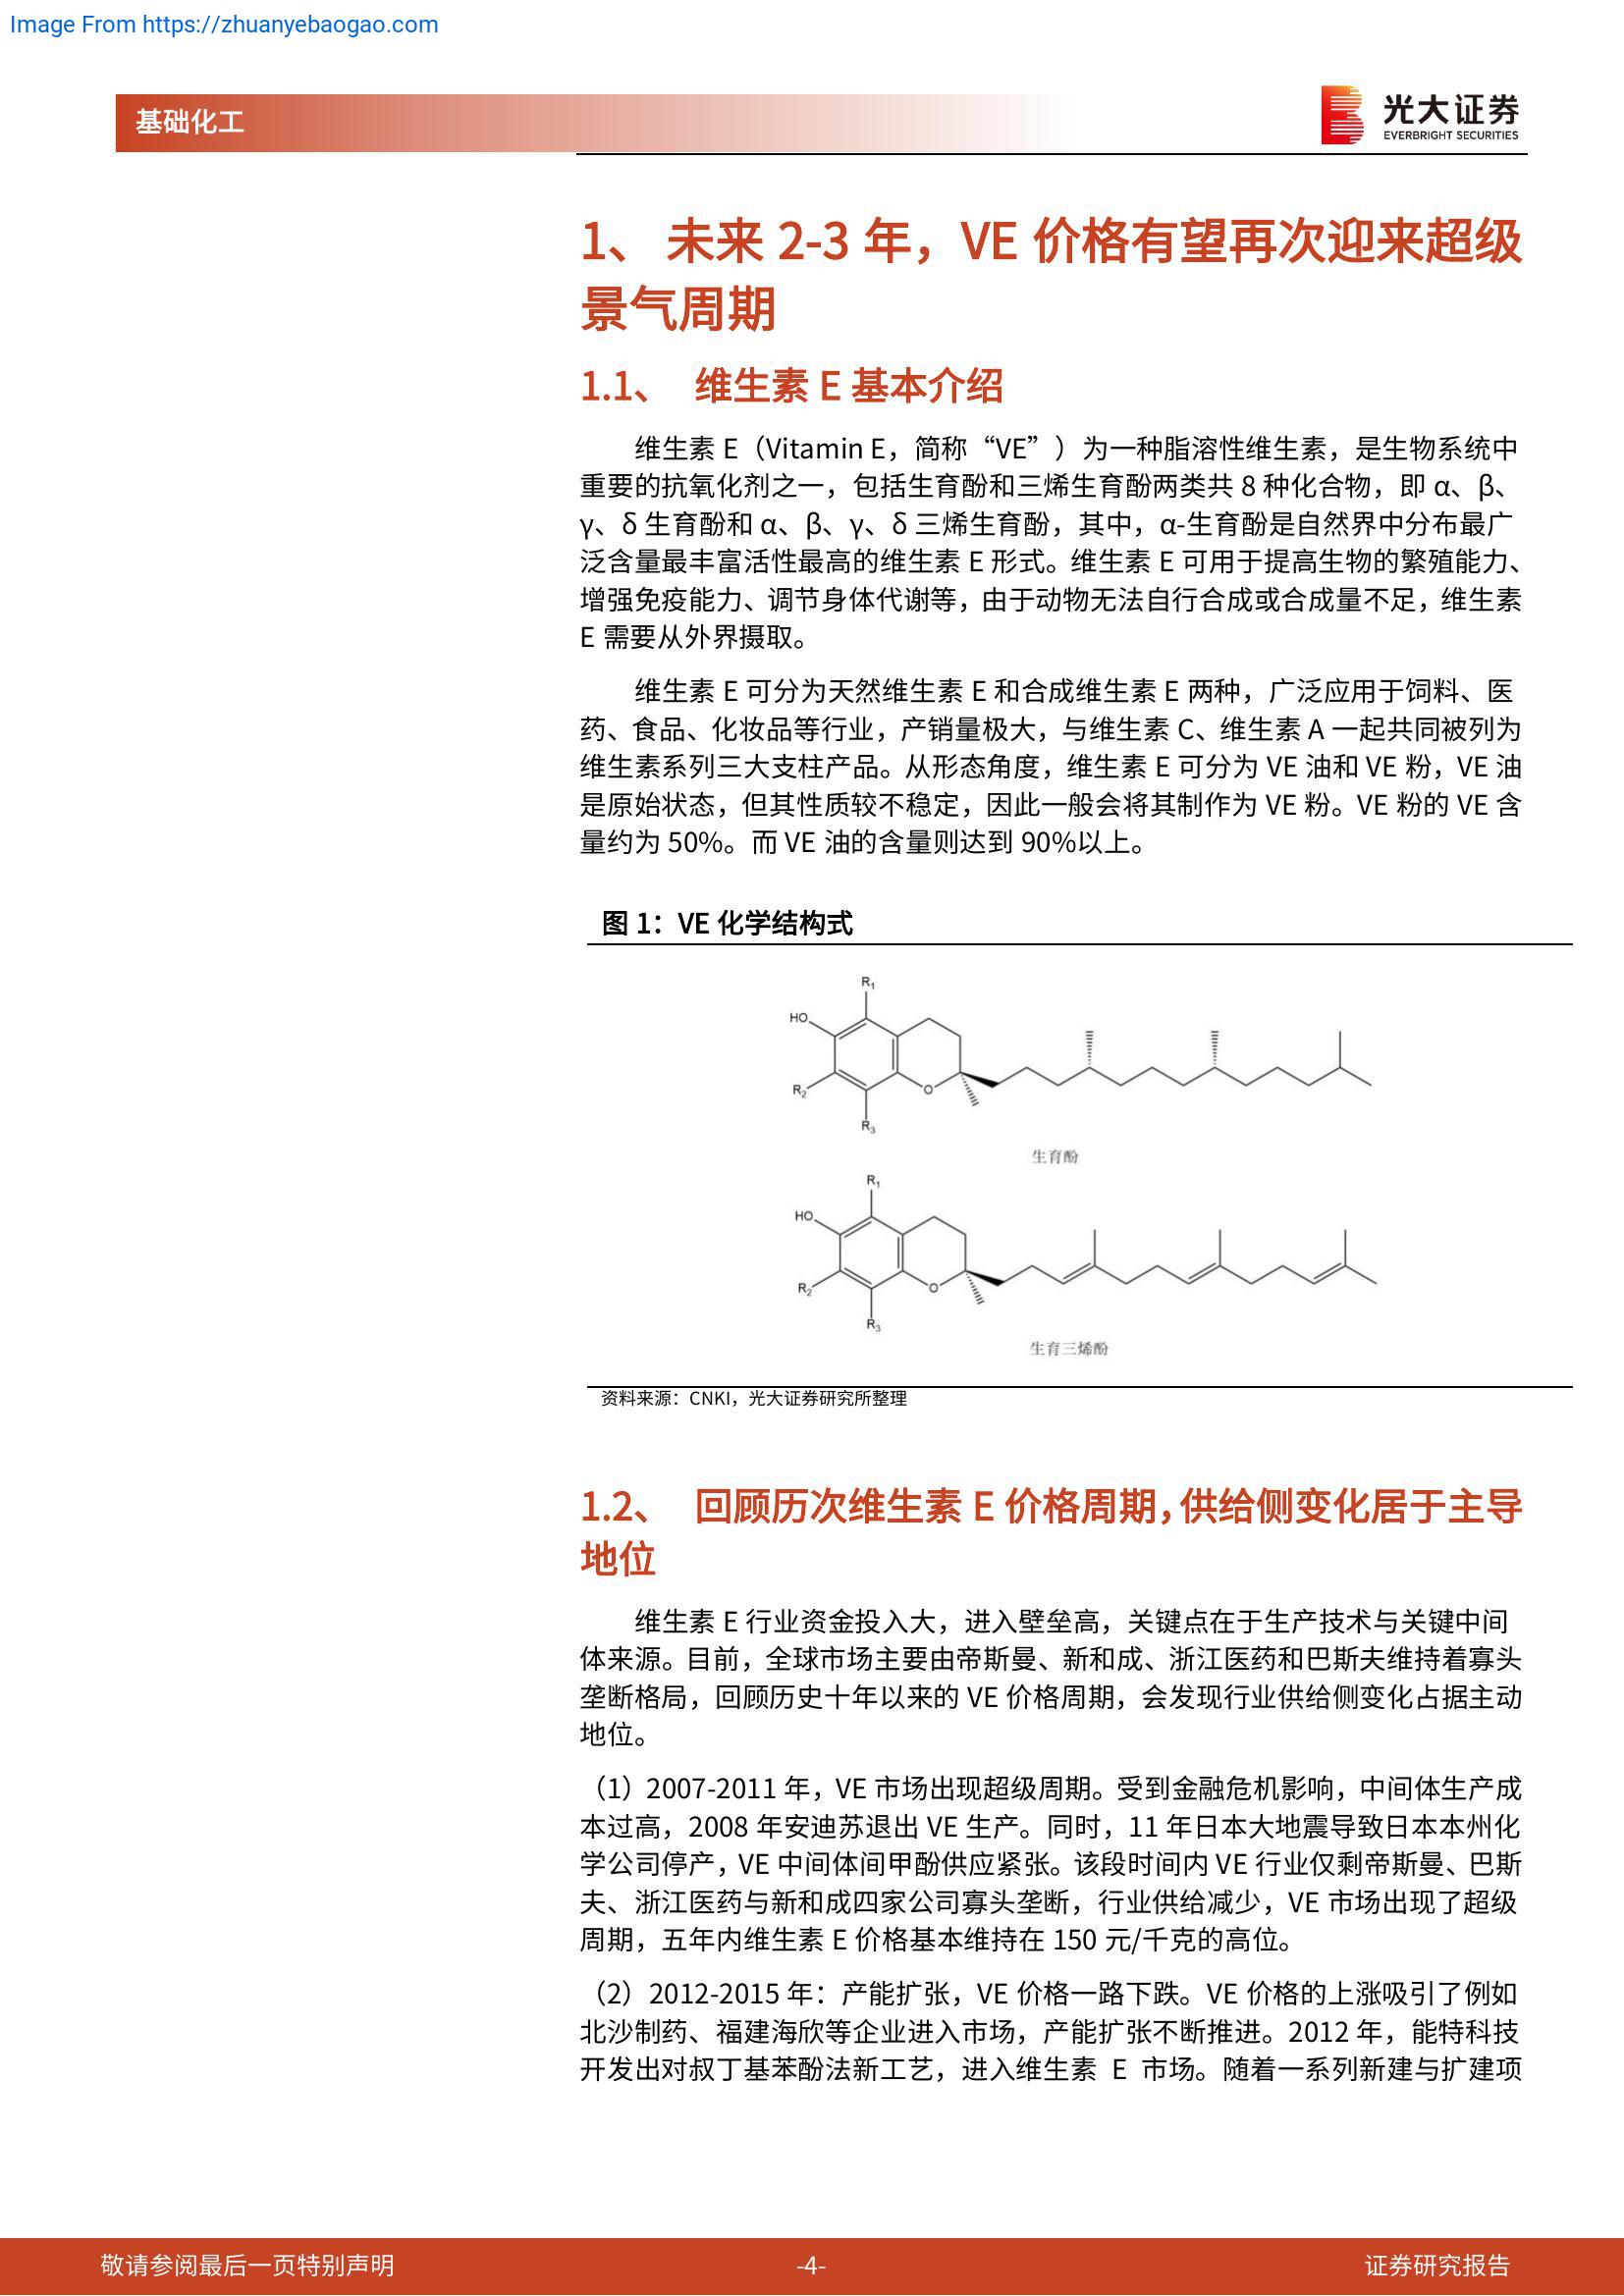 Image From https://zhuanyebaogao.com
基础化工
光大证券
EVERBRIGHT SECURITIES
1、 未来 2-3 年，VE 价格有望再次迎来超级
景气周期
1.1、 维生素 E 基本介绍
维生素 E（Vitamin E，简称“VE”）为一种脂溶性维生素，是生物系统中
重要的抗氧化剂之一，包括生育酚和三烯生育酚两类共 8 种化合物，即 α、β、
γ、δ 生育酚和 α、β、γ、δ 三烯生育酚，其中，α-生育酚是自然界中分布最广
泛含量最丰富活性最高的维生素 E 形式。维生素 E 可用于提高生物的繁殖能力、
增强免疫能力、调节身体代谢等，由于动物无法自行合成或合成量不足，维生素
E 需要从外界摄取。
维生素 E 可分为天然维生素 E 和合成维生素 E 两种，广泛应用于饲料、医
药、食品、化妆品等行业，产销量极大，与维生素 C、维生素 A 一起共同被列为
维生素系列三大支柱产品。从形态角度，维生素 E 可分为 VE 油和 VE 粉，VE 油
是原始状态，但其性质较不稳定，因此一般会将其制作为 VE 粉。VE 粉的 VE 含
量约为 50%。而 VE 油的含量则达到 90%以上。
图 1：VE 化学结构式
R1
HO
R2
O
R3
生育酚
R1
HO
R2
O
R3
生育三烯酚
资料来源：CNKI，光大证券研究所整理
1.2、 回顾历次维生素 E 价格周期，供给侧变化居于主导
地位
维生素 E 行业资金投入大，进入壁垒高，关键点在于生产技术与关键中间
体来源。目前，全球市场主要由帝斯曼、新和成、浙江医药和巴斯夫维持着寡头
垄断格局，回顾历史十年以来的 VE 价格周期，会发现行业供给侧变化占据主动
地位。
（1）2007-2011 年，VE 市场出现超级周期。受到金融危机影响，中间体生产成
本过高，2008 年安迪苏退出 VE 生产。同时，11 年日本大地震导致日本本州化
学公司停产，VE 中间体间甲酚供应紧张。该段时间内 VE 行业仅剩帝斯曼、巴斯
夫、浙江医药与新和成四家公司寡头垄断，行业供给减少，VE 市场出现了超级
周期，五年内维生素 E 价格基本维持在 150 元/千克的高位。
（2）2012-2015 年：产能扩张，VE 价格一路下跌。VE 价格的上涨吸引了例如
北沙制药、福建海欣等企业进入市场，产能扩张不断推进。2012 年，能特科技
开发出对叔丁基苯酚法新工艺，进入维生素 E 市场。随着一系列新建与扩建项
敬请参阅最后一页特别声明
-4-
证券研究报告